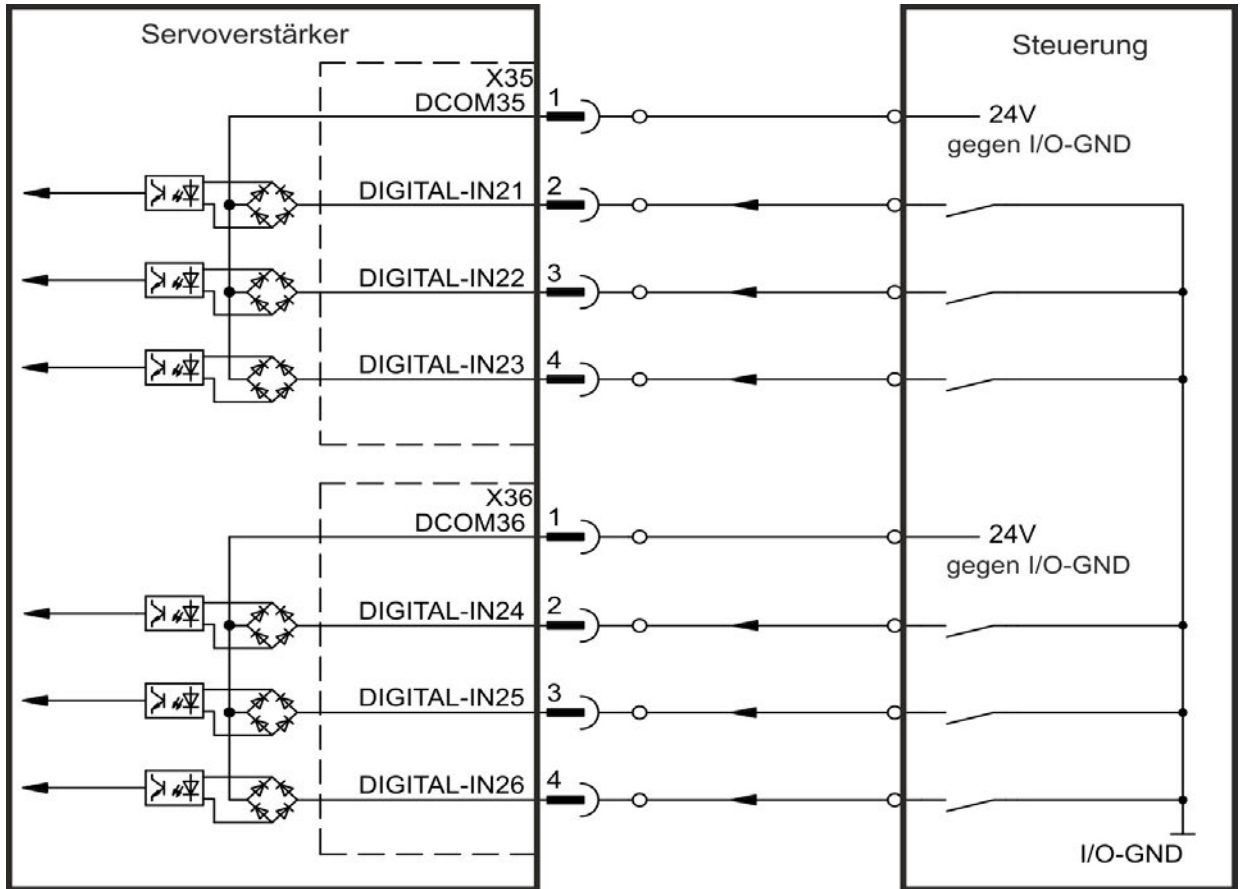 Servoverstärker
Steuerung
X35
DCOM35
1
24V
gegen I/O-GND
DIGITAL-IN21
2
DIGITAL-IN22
3
DIGITAL-IN23
4
X36
DCOM36
1
24V
gegen I/O-GND
DIGITAL-IN24
2
DIGITAL-IN25
3
DIGITAL-IN26
4
I/O-GND